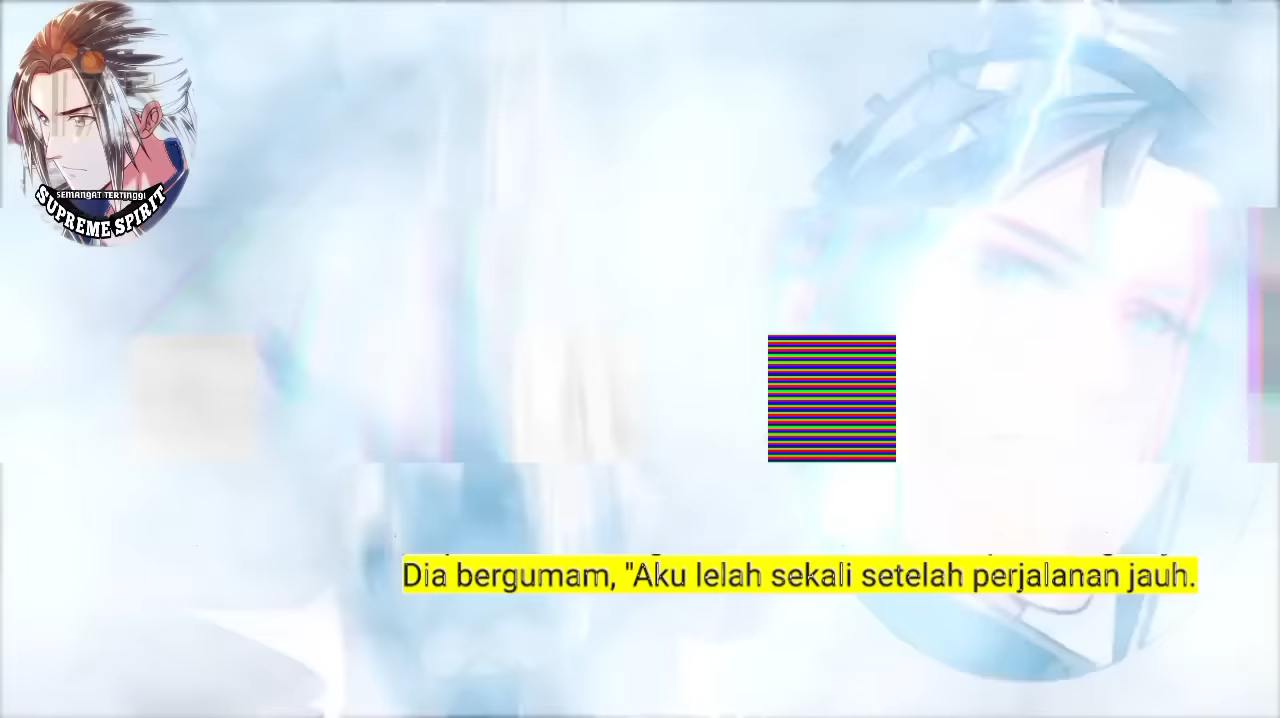 SEMANGAT TERTINGGI
SUPREME SPIRIT
Dia bergumam, "Aku lelah sekali setelah perjalanan jauh.